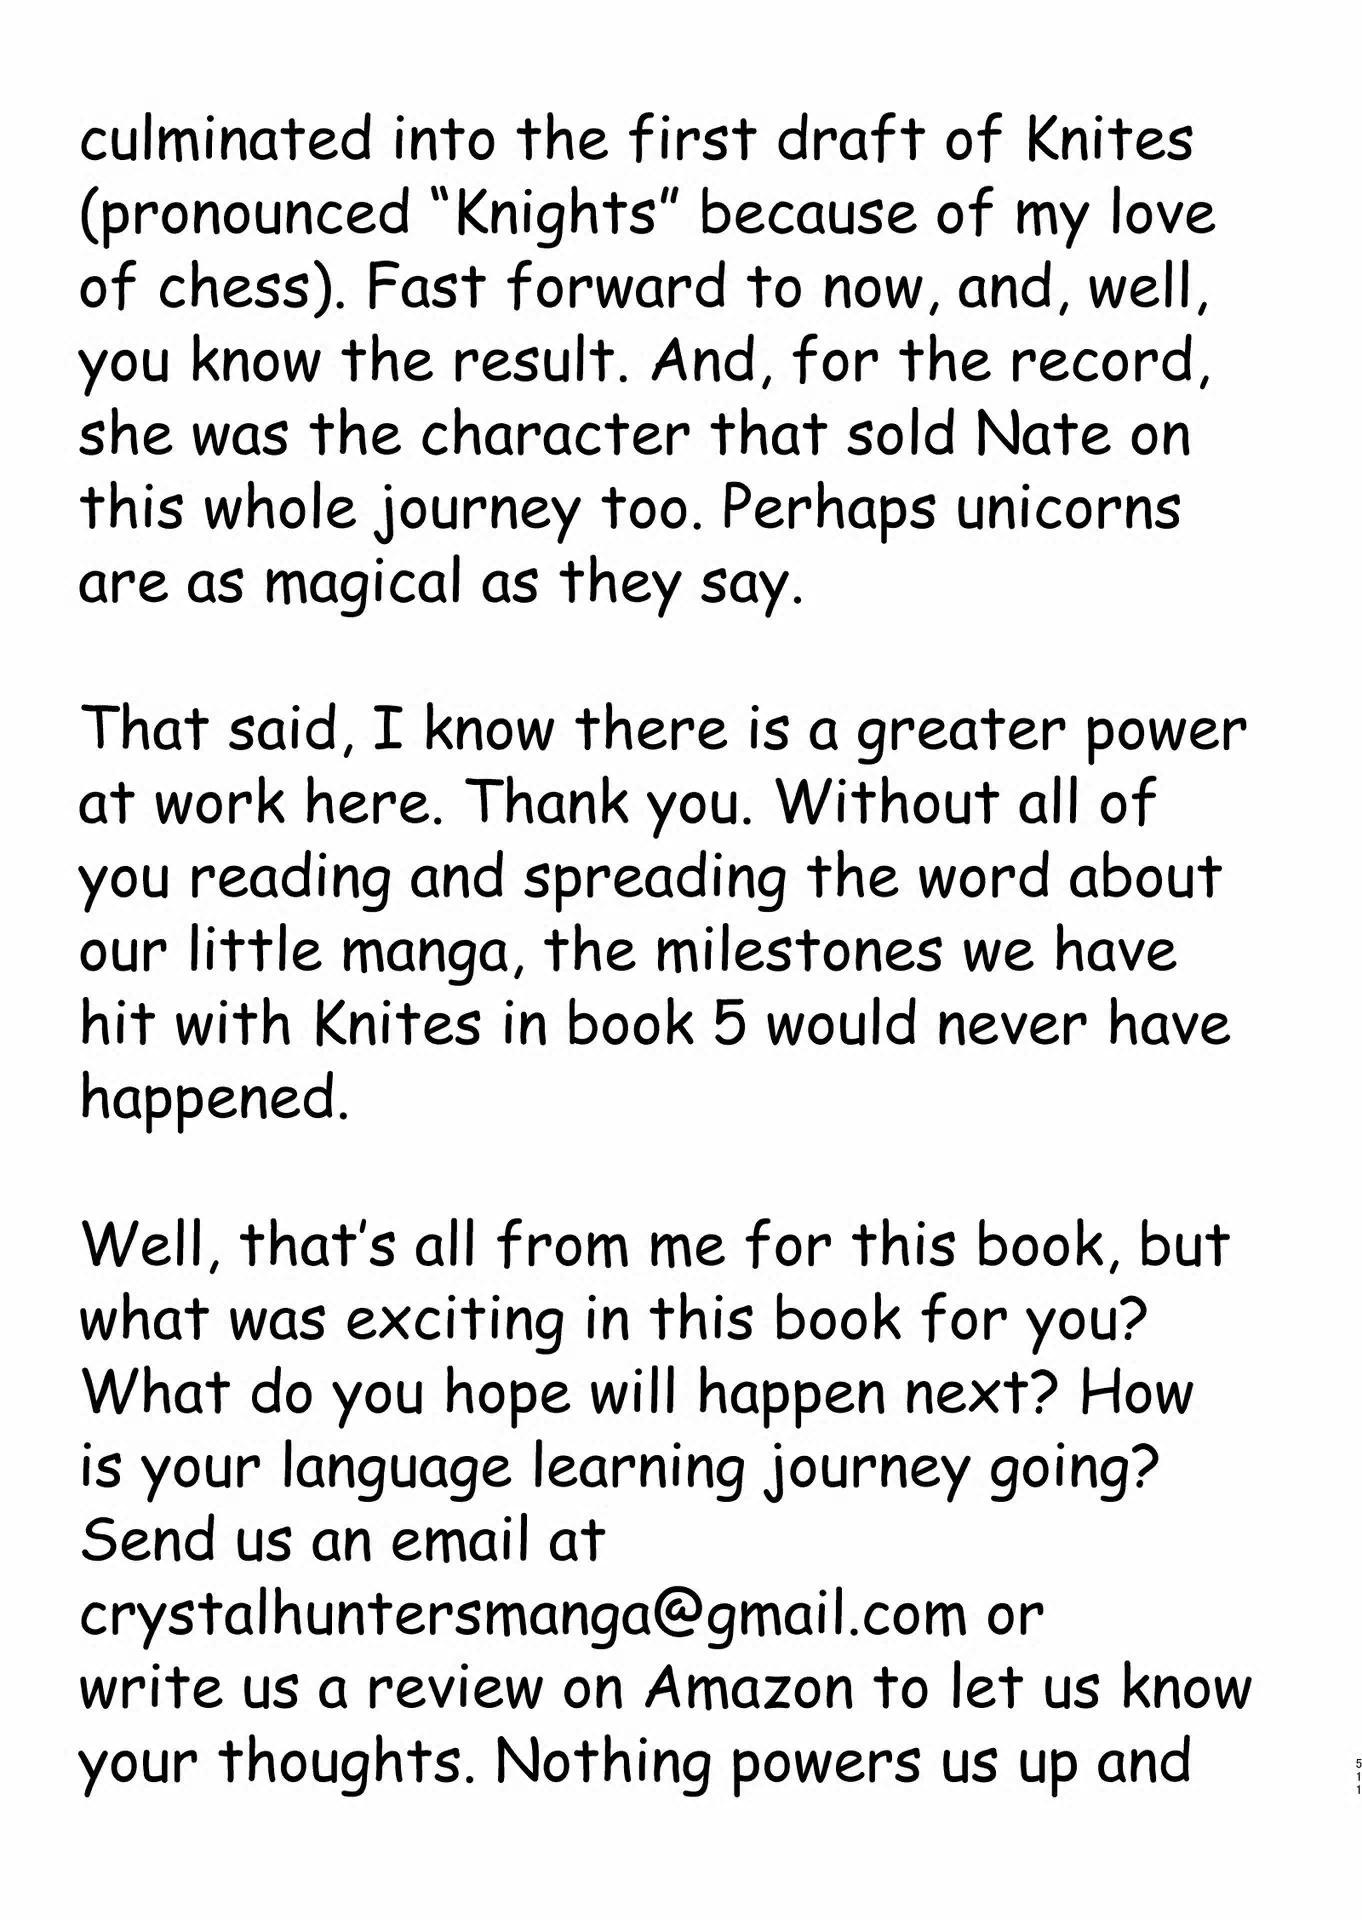 culminated into the first draft of Knites
(pronounced “Knights” because of my love
of chess). Fast forward to now, and, well,
you know the result. And, for the record,
she was the character that sold Nate on
this whole journey too. Perhaps unicorns
are as magical as they say.
That said, I know there is a greater power
at work here. Thank you. Without all of
you reading and spreading the word about
our little manga, the milestones we have
hit with Knites in book 5 would never have
happened.
Well, that’s all from me for this book, but
what was exciting in this book for you?
What do you hope will happen next? How
is your language learning journey going?
Send us an email at
crystalhuntersmanga@gmail.com or
write us a review on Amazon to let us know
your thoughts. Nothing powers us up and
511